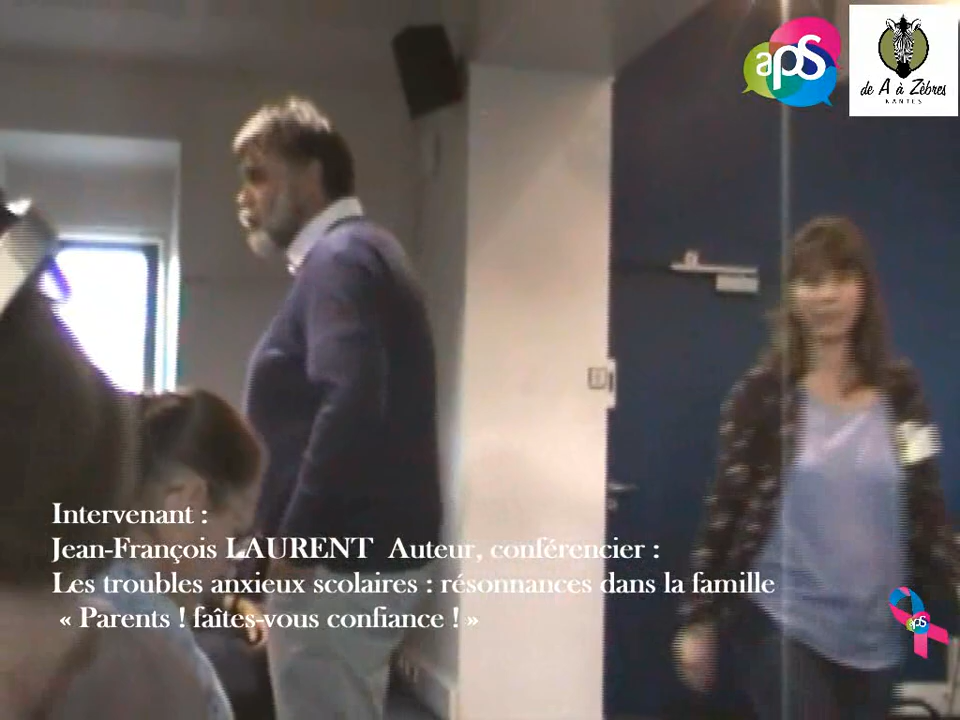 aps
de A à Zèbres
NANTES
Intervenant :
Jean-François LAURENT Auteur, conférencier :
Les troubles anxieux scolaires : résonnances dans la famille
« Parents ! faîtes-vous confiance ! »
aps